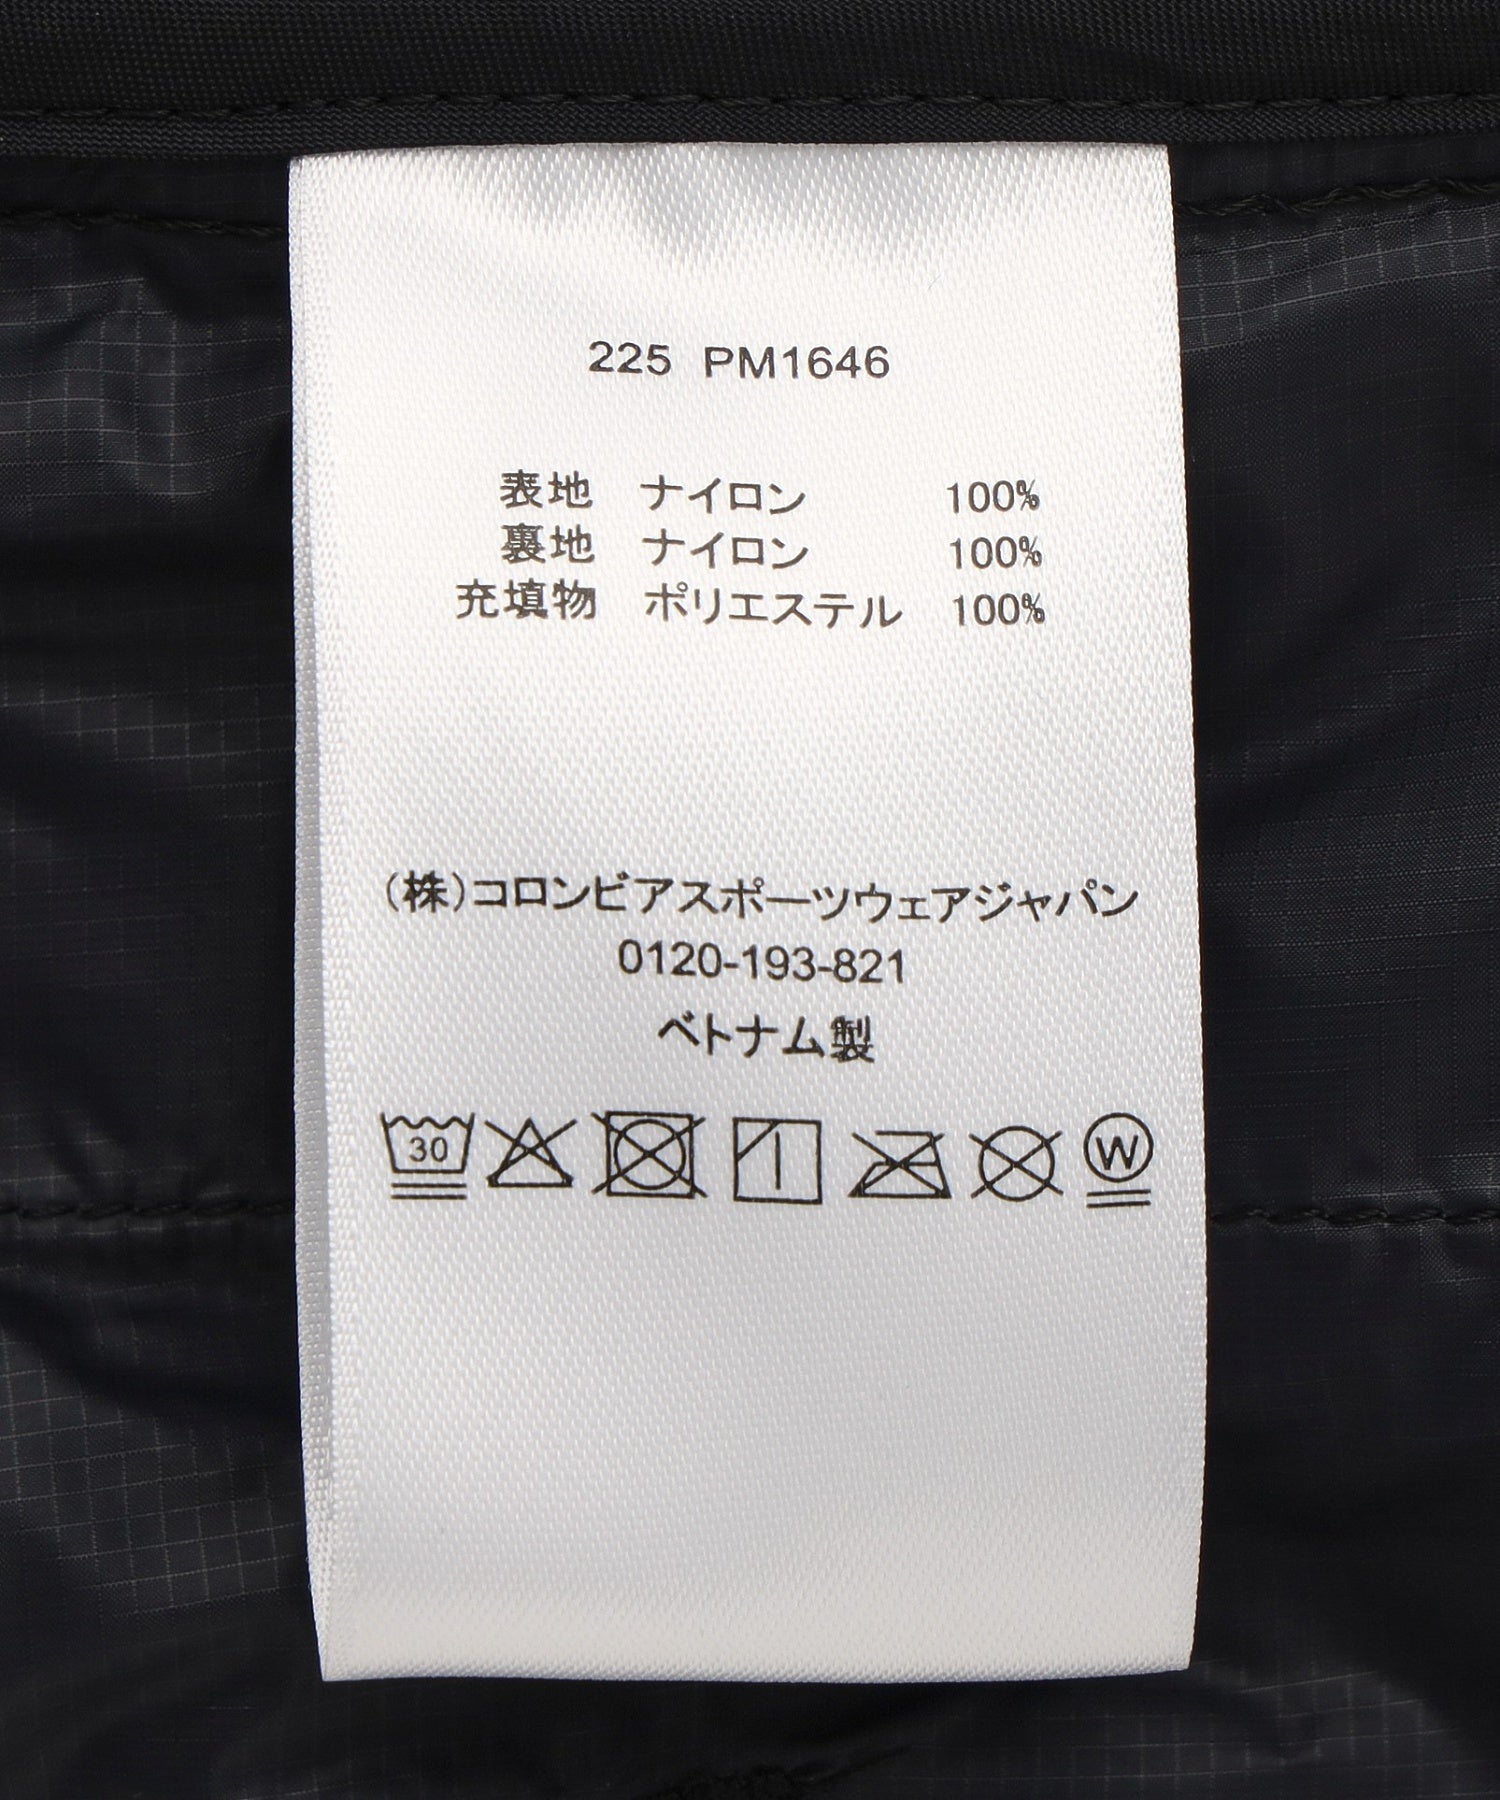 225 PM1646
表地 ナイロン 100%
裏地 ナイロン 100%
充填物 ポリエステル 100%
(株)コロンビアスポーツウェアジャパン
0120-193-821
ベトナム製
30 W